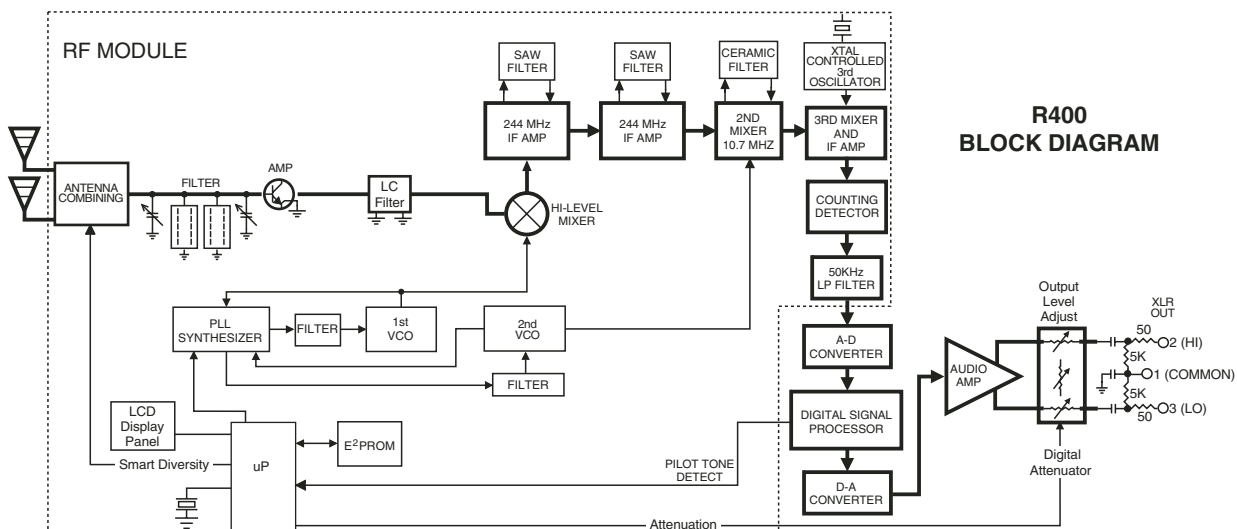 RF MODULE
SAW
FILTER
SAW
FILTER
CERAMIC
FILTER
XTAL
CONTROLLED
3rd
OSCILLATOR
244 MHz
IF AMP
244 MHz
IF AMP
2ND
MIXER
10.7 MHZ
3RD MIXER
AND
IF AMP
R400
BLOCK DIAGRAM
ANTENNA
COMBINING
FILTER
AMP
LC
Filter
HI-LEVEL
MIXER
COUNTING
DETECTOR
50KHz
LP FILTER
PLL
SYNTHESIZER
FILTER
1st
VCO
2nd
VCO
FILTER
A-D
CONVERTER
Output
Level
Adjust
XLR
OUT
50
2 (HI)
5K
1 (COMMON)
5K
3 (LO)
50
AUDIO
AMP
LCD
Display
Panel
uP
E2PROM
DIGITAL SIGNAL
PROCESSOR
Smart Diversity
PILOT TONE
DETECT
D-A
CONVERTER
Digital
Attenuator
Attenuation